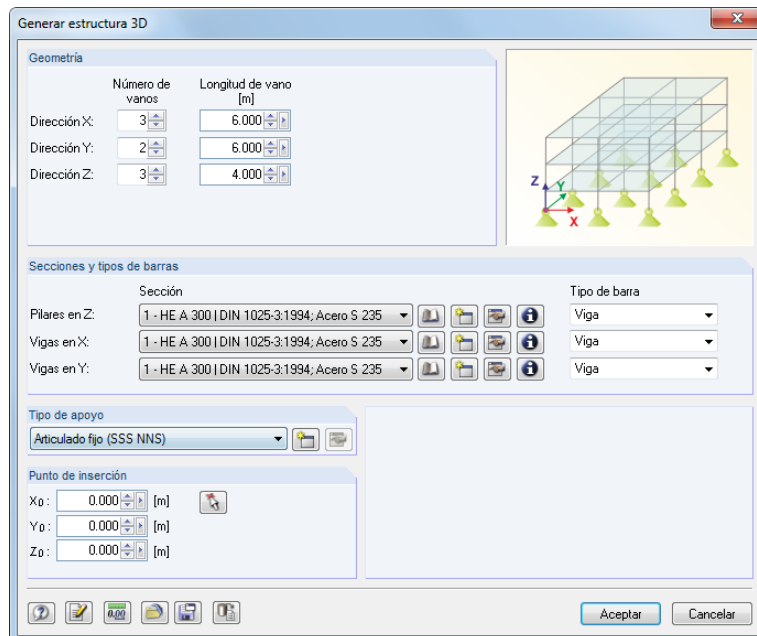 Generar estructura 3D
Geometría
Número de vanos
Longitud de vano [m]
Dirección X: 3 6.000
Dirección Y: 2 6.000
Dirección Z: 3 4.000
Z Y X
Secciones y tipos de barras
Sección Tipo de barra
Pilares en Z: 1 - HE A 300 | DIN 1025-3:1994; Acero S 235 Viga
Vigas en X: 1 - HE A 300 | DIN 1025-3:1994; Acero S 235 Viga
Vigas en Y: 1 - HE A 300 | DIN 1025-3:1994; Acero S 235 Viga
Tipo de apoyo
Articulado fijo (SSS NNS)
Punto de inserción
X0 : 0.000 [m]
Y0 : 0.000 [m]
Z0 : 0.000 [m]
0.00
Aceptar Cancelar